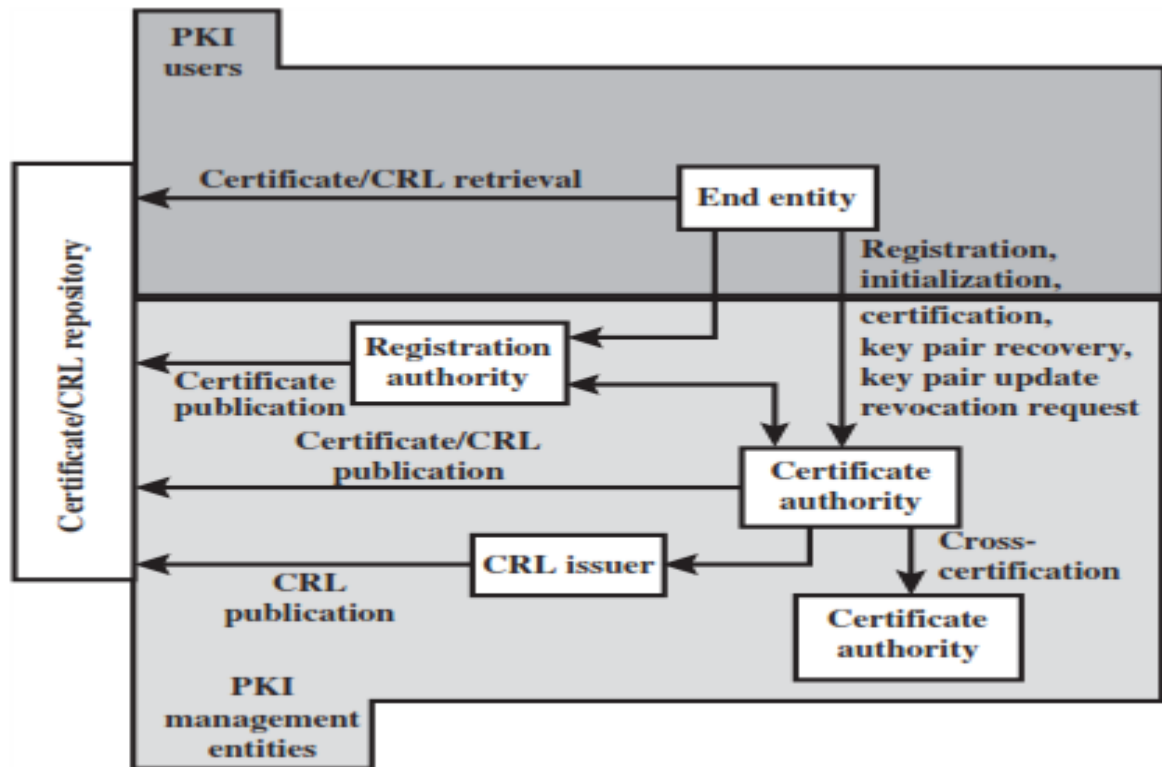 PKI
users
Certificate/CRL retrieval
End entity
Certificate/CRL repository
Registration,
initialization,
certification,
key pair recovery,
key pair update
revocation request
Registration
authority
Certificate
publication
Certificate/CRL
publication
Certificate
authority
CRL issuer
CRL
publication
Cross-
certification
Certificate
authority
PKI
management
entities